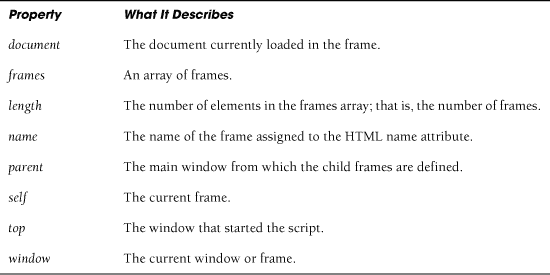 Property What It Describes
document The document currently loaded in the frame.
frames An array of frames.
length The number of elements in the frames array; that is, the number of frames.
name The name of the frame assigned to the HTML name attribute.
parent The main window from which the child frames are defined.
self The current frame.
top The window that started the script.
window The current window or frame.